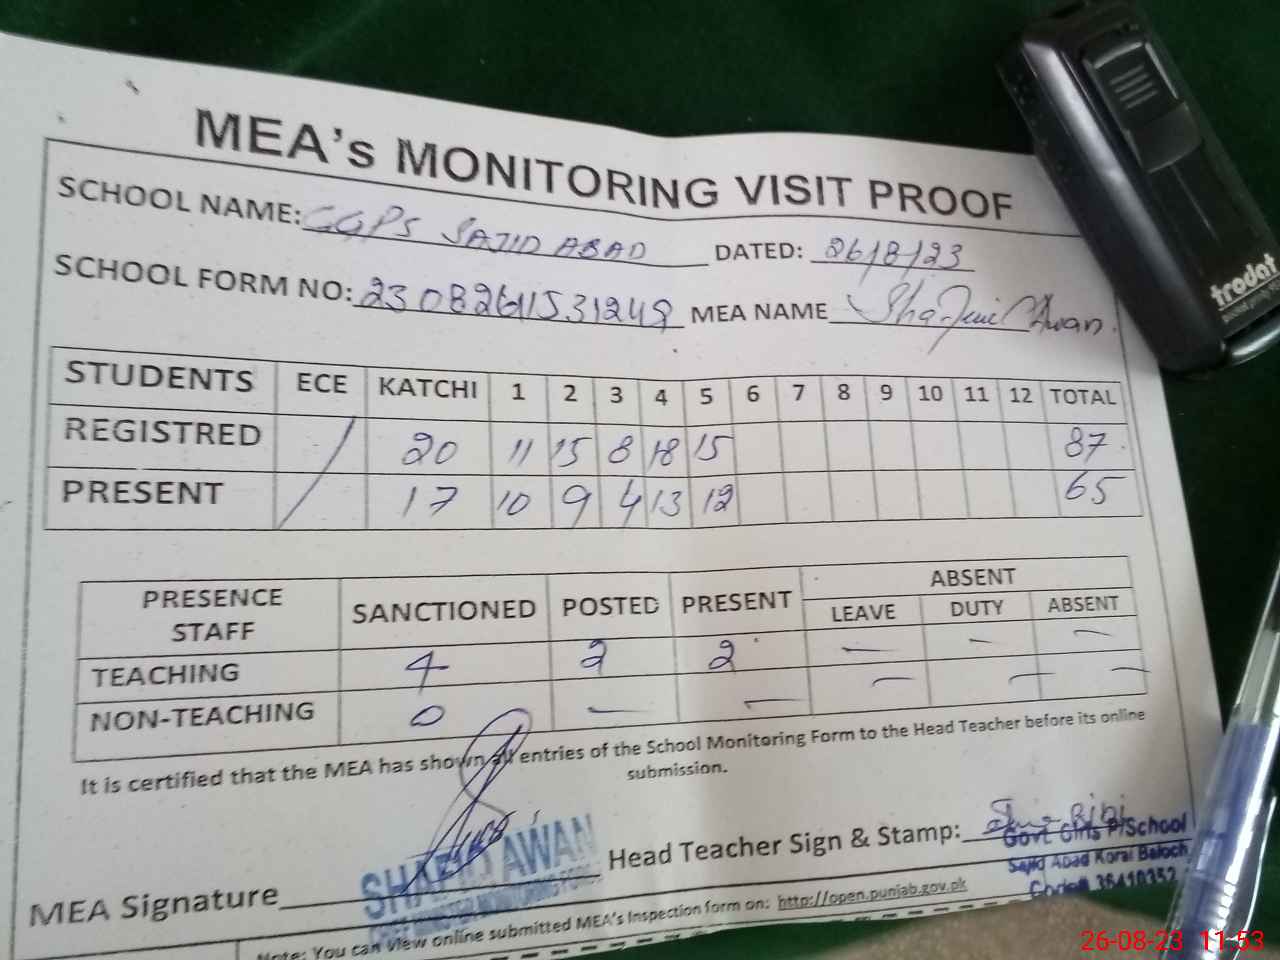 MEA's MONITORING VISIT PROOF
SCHOOL NAME: GGPS SAJID ABAD DATED: 26/8/23
SCHOOL FORM NO: 23082611531248 MEA NAME Awan
STUDENTS ECE KATCHI 1 2 3 4 5 6 7 8 9 10 11 12 TOTAL
REGISTRED / 20 11 15 8 18 15 87
PRESENT / 17 10 9 4 13 12 65
PRESENCE STAFF SANCTIONED POSTED PRESENT ABSENT
LEAVE DUTY ABSENT
TEACHING 4 2 2 — — —
NON-TEACHING 0 — — — — —
It is certified that the MEA has shown all entries of the School Monitoring Form to the Head Teacher before its online
submission.
MEA Signature SHAFIQ AWAN Head Teacher Sign & Stamp: Bibi
Govt Girls P/School
Sajid Abad Korai Baloch
Note: You can view online submitted MEA's Inspection form on: http://open.punjab.gov.pk
trodat
26-08-23 11:53